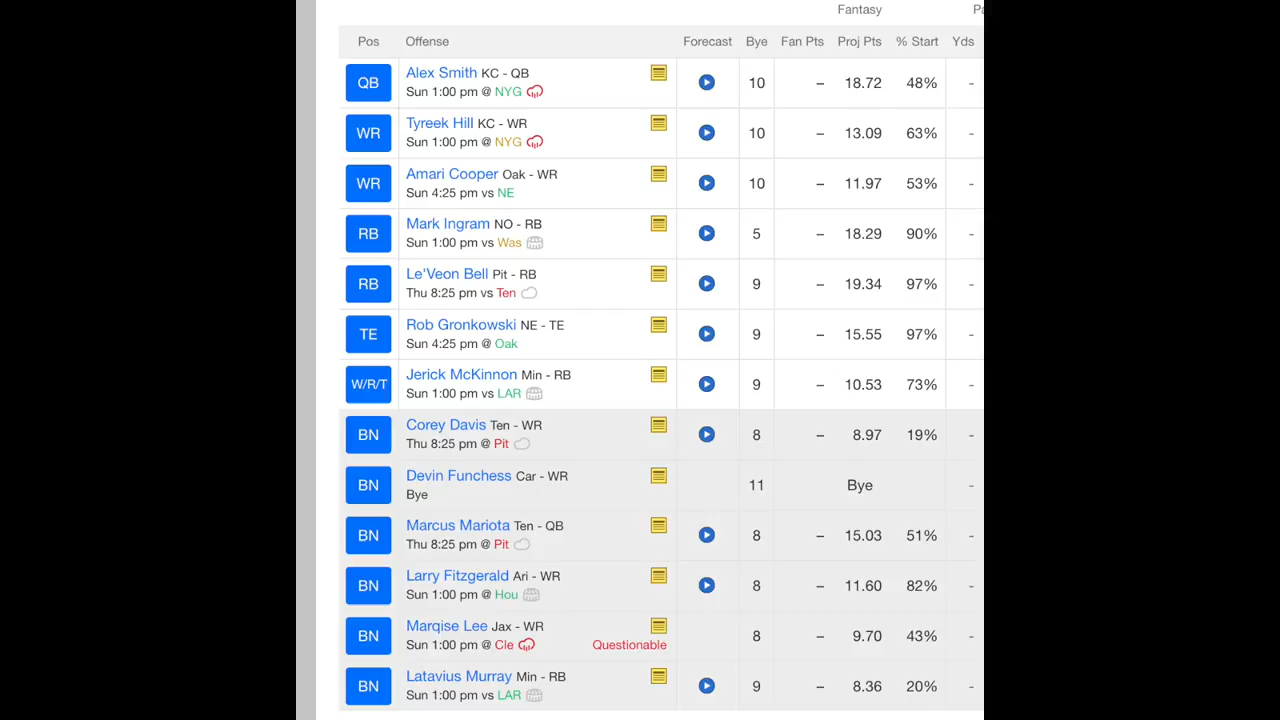 Fantasy
Pos Offense Forecast Bye Fan Pts Proj Pts % Start Yds
QB Alex Smith KC - QB 10 – 18.72 48% -
Sun 1:00 pm @ NYG
WR Tyreek Hill KC - WR 10 – 13.09 63% -
Sun 1:00 pm @ NYG
WR Amari Cooper Oak - WR 10 – 11.97 53% -
Sun 4:25 pm vs NE
RB Mark Ingram NO - RB 5 – 18.29 90% -
Sun 1:00 pm vs Was
RB Le'Veon Bell Pit - RB 9 – 19.34 97% -
Thu 8:25 pm vs Ten
TE Rob Gronkowski NE - TE 9 – 15.55 97% -
Sun 4:25 pm @ Oak
W/R/T Jerick McKinnon Min - RB 9 – 10.53 73% -
Sun 1:00 pm vs LAR
BN Corey Davis Ten - WR 8 – 8.97 19% -
Thu 8:25 pm @ Pit
BN Devin Funchess Car - WR 11 Bye -
Bye
BN Marcus Mariota Ten - QB 8 – 15.03 51% -
Thu 8:25 pm @ Pit
BN Larry Fitzgerald Ari - WR 8 – 11.60 82% -
Sun 1:00 pm @ Hou
BN Marqise Lee Jax - WR 8 – 9.70 43% -
Sun 1:00 pm @ Cle Questionable
BN Latavius Murray Min - RB 9 – 8.36 20% -
Sun 1:00 pm vs LAR